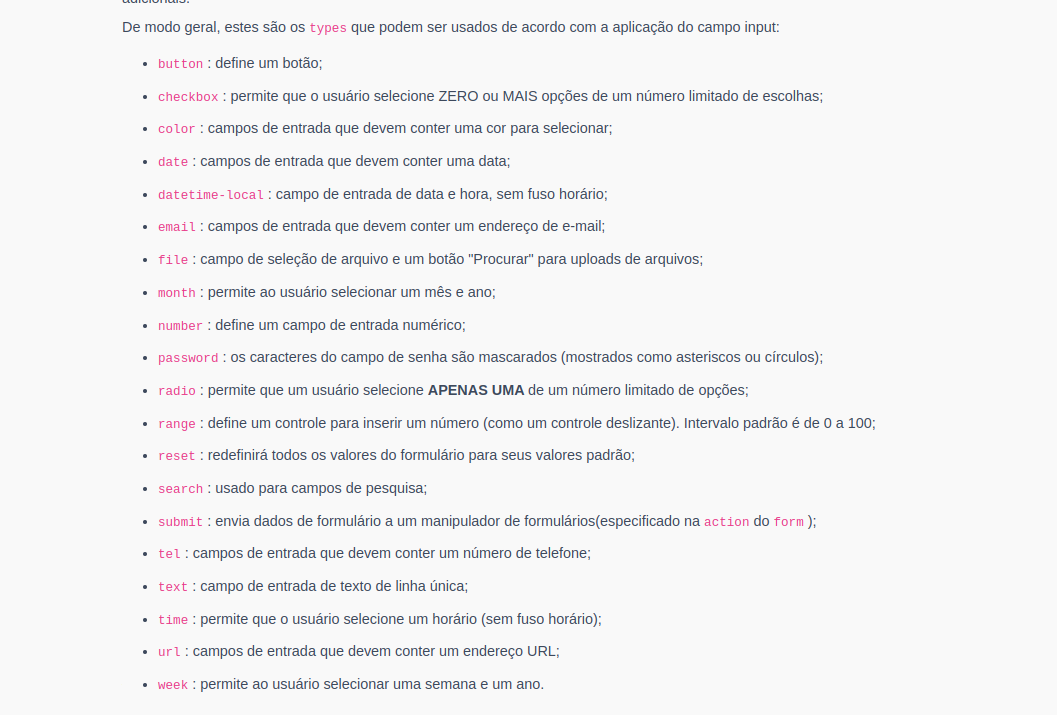 adicionais.
De modo geral, estes são os types que podem ser usados de acordo com a aplicação do campo input:
• button : define um botão;
• checkbox : permite que o usuário selecione ZERO ou MAIS opções de um número limitado de escolhas;
• color : campos de entrada que devem conter uma cor para selecionar;
• date : campos de entrada que devem conter uma data;
• datetime-local : campo de entrada de data e hora, sem fuso horário;
• email : campos de entrada que devem conter um endereço de e-mail;
• file : campo de seleção de arquivo e um botão "Procurar" para uploads de arquivos;
• month : permite ao usuário selecionar um mês e ano;
• number : define um campo de entrada numérico;
• password : os caracteres do campo de senha são mascarados (mostrados como asteriscos ou círculos);
• radio : permite que um usuário selecione APENAS UMA de um número limitado de opções;
• range : define um controle para inserir um número (como um controle deslizante). Intervalo padrão é de 0 a 100;
• reset : redefinirá todos os valores do formulário para seus valores padrão;
• search : usado para campos de pesquisa;
• submit : envia dados de formulário a um manipulador de formulários(especificado na action do form );
• tel : campos de entrada que devem conter um número de telefone;
• text : campo de entrada de texto de linha única;
• time : permite que o usuário selecione um horário (sem fuso horário);
• url : campos de entrada que devem conter um endereço URL;
• week : permite ao usuário selecionar uma semana e um ano.